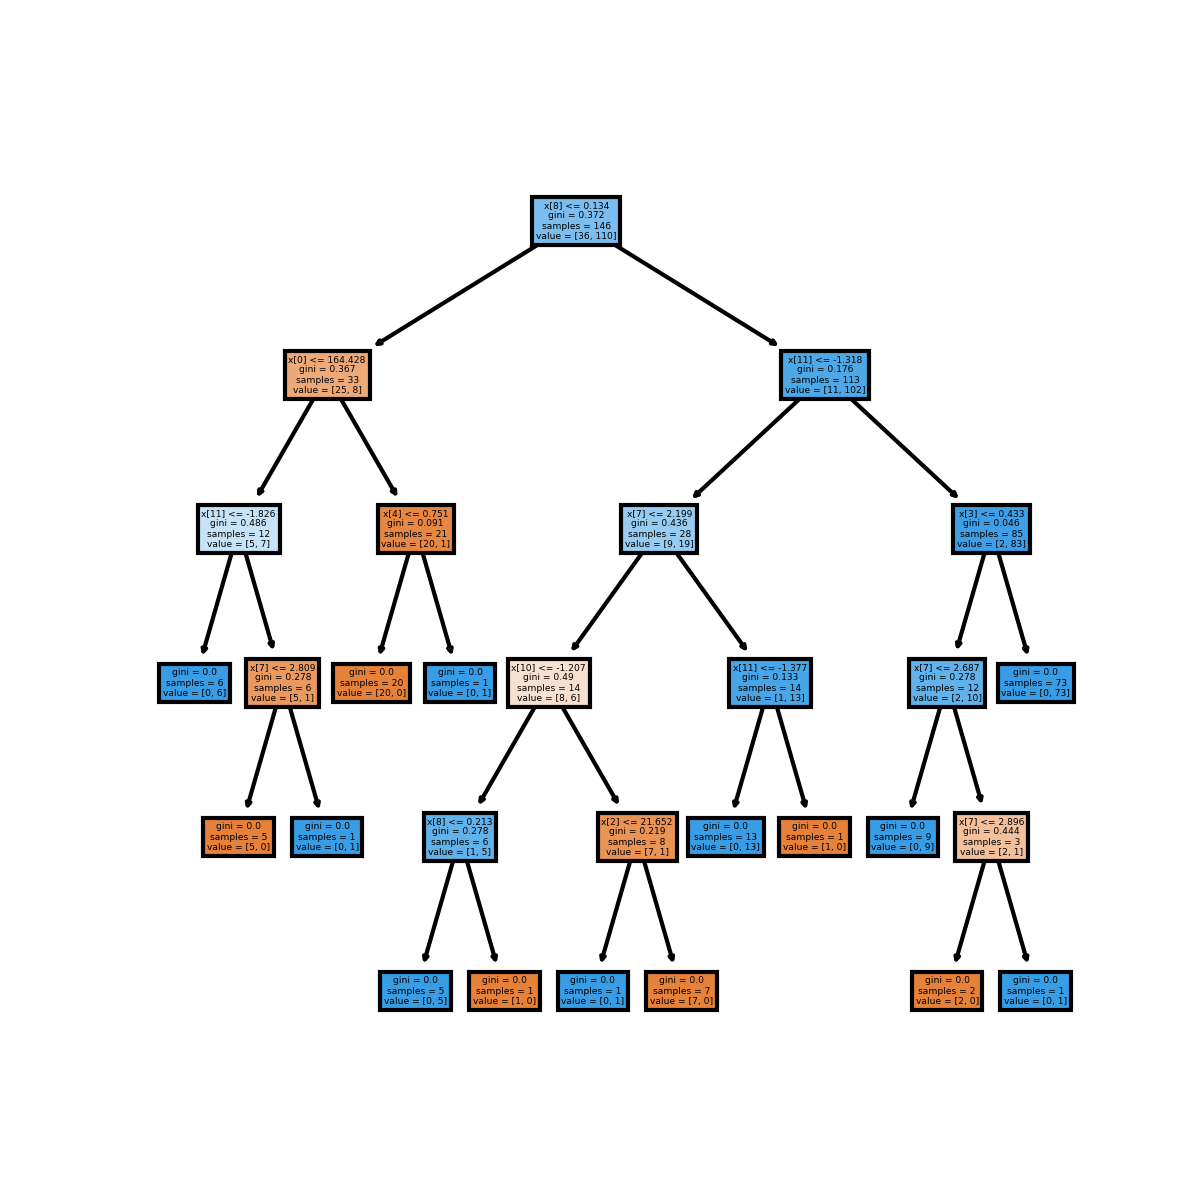 x[8] <= 0.134
gini = 0.372
samples = 146
value = [36, 110]
x[0] <= 164.428
gini = 0.367
samples = 33
value = [25, 8]
x[11] <= -1.318
gini = 0.176
samples = 113
value = [11, 102]
x[11] <= -1.826
gini = 0.486
samples = 12
value = [5, 7]
x[4] <= 0.751
gini = 0.091
samples = 21
value = [20, 1]
x[7] <= 2.199
gini = 0.436
samples = 28
value = [9, 19]
x[3] <= 0.433
gini = 0.046
samples = 85
value = [2, 83]
gini = 0.0
samples = 6
value = [0, 6]
x[7] <= 2.809
gini = 0.278
samples = 6
value = [5, 1]
gini = 0.0
samples = 20
value = [20, 0]
gini = 0.0
samples = 1
value = [0, 1]
x[10] <= -1.207
gini = 0.49
samples = 14
value = [8, 6]
x[11] <= -1.377
gini = 0.133
samples = 14
value = [1, 13]
x[7] <= 2.687
gini = 0.278
samples = 12
value = [2, 10]
gini = 0.0
samples = 73
value = [0, 73]
gini = 0.0
samples = 5
value = [5, 0]
gini = 0.0
samples = 1
value = [0, 1]
x[8] <= 0.213
gini = 0.278
samples = 6
value = [1, 5]
x[2] <= 21.652
gini = 0.219
samples = 8
value = [7, 1]
gini = 0.0
samples = 13
value = [0, 13]
gini = 0.0
samples = 1
value = [1, 0]
gini = 0.0
samples = 9
value = [0, 9]
x[7] <= 2.896
gini = 0.444
samples = 3
value = [2, 1]
gini = 0.0
samples = 5
value = [0, 5]
gini = 0.0
samples = 1
value = [1, 0]
gini = 0.0
samples = 1
value = [0, 1]
gini = 0.0
samples = 7
value = [7, 0]
gini = 0.0
samples = 2
value = [2, 0]
gini = 0.0
samples = 1
value = [0, 1]